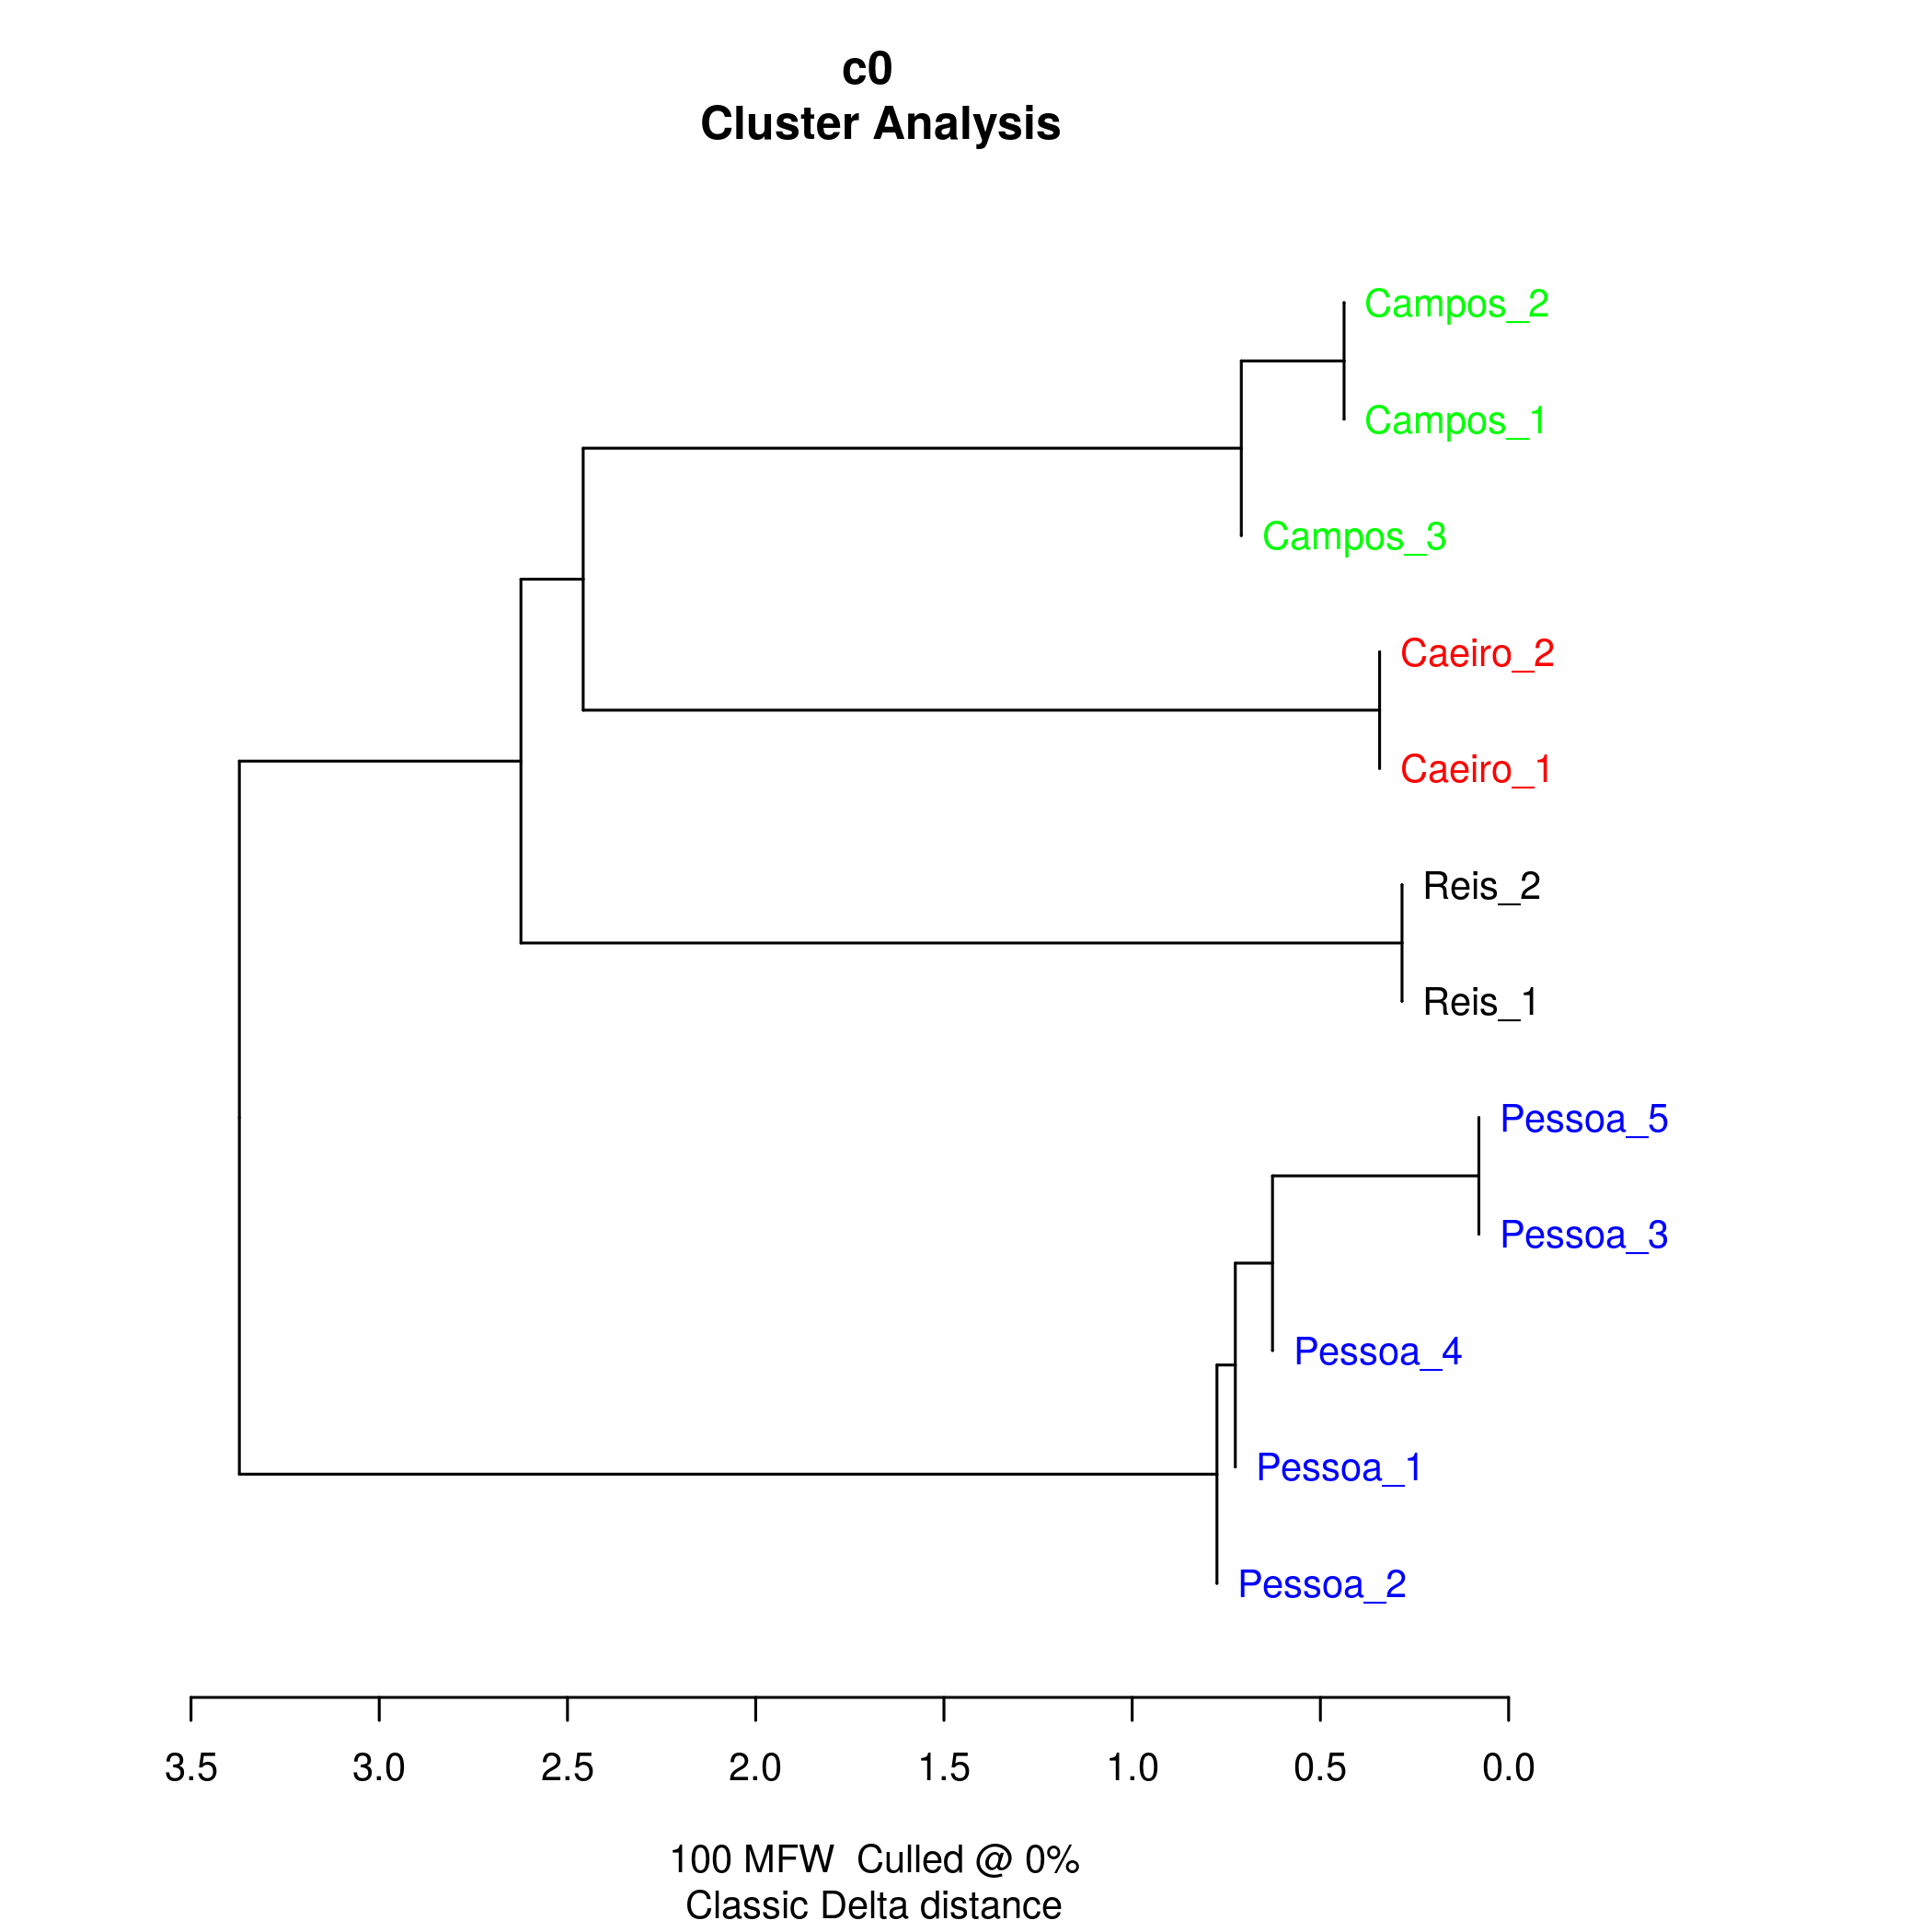 c0
Cluster Analysis
Campos_2
Campos_1
Campos_3
Caeiro_2
Caeiro_1
Reis_2
Reis_1
Pessoa_5
Pessoa_3
Pessoa_4
Pessoa_1
Pessoa_2
3.5 3.0 2.5 2.0 1.5 1.0 0.5 0.0
100 MFW  Culled @ 0%
Classic Delta distance